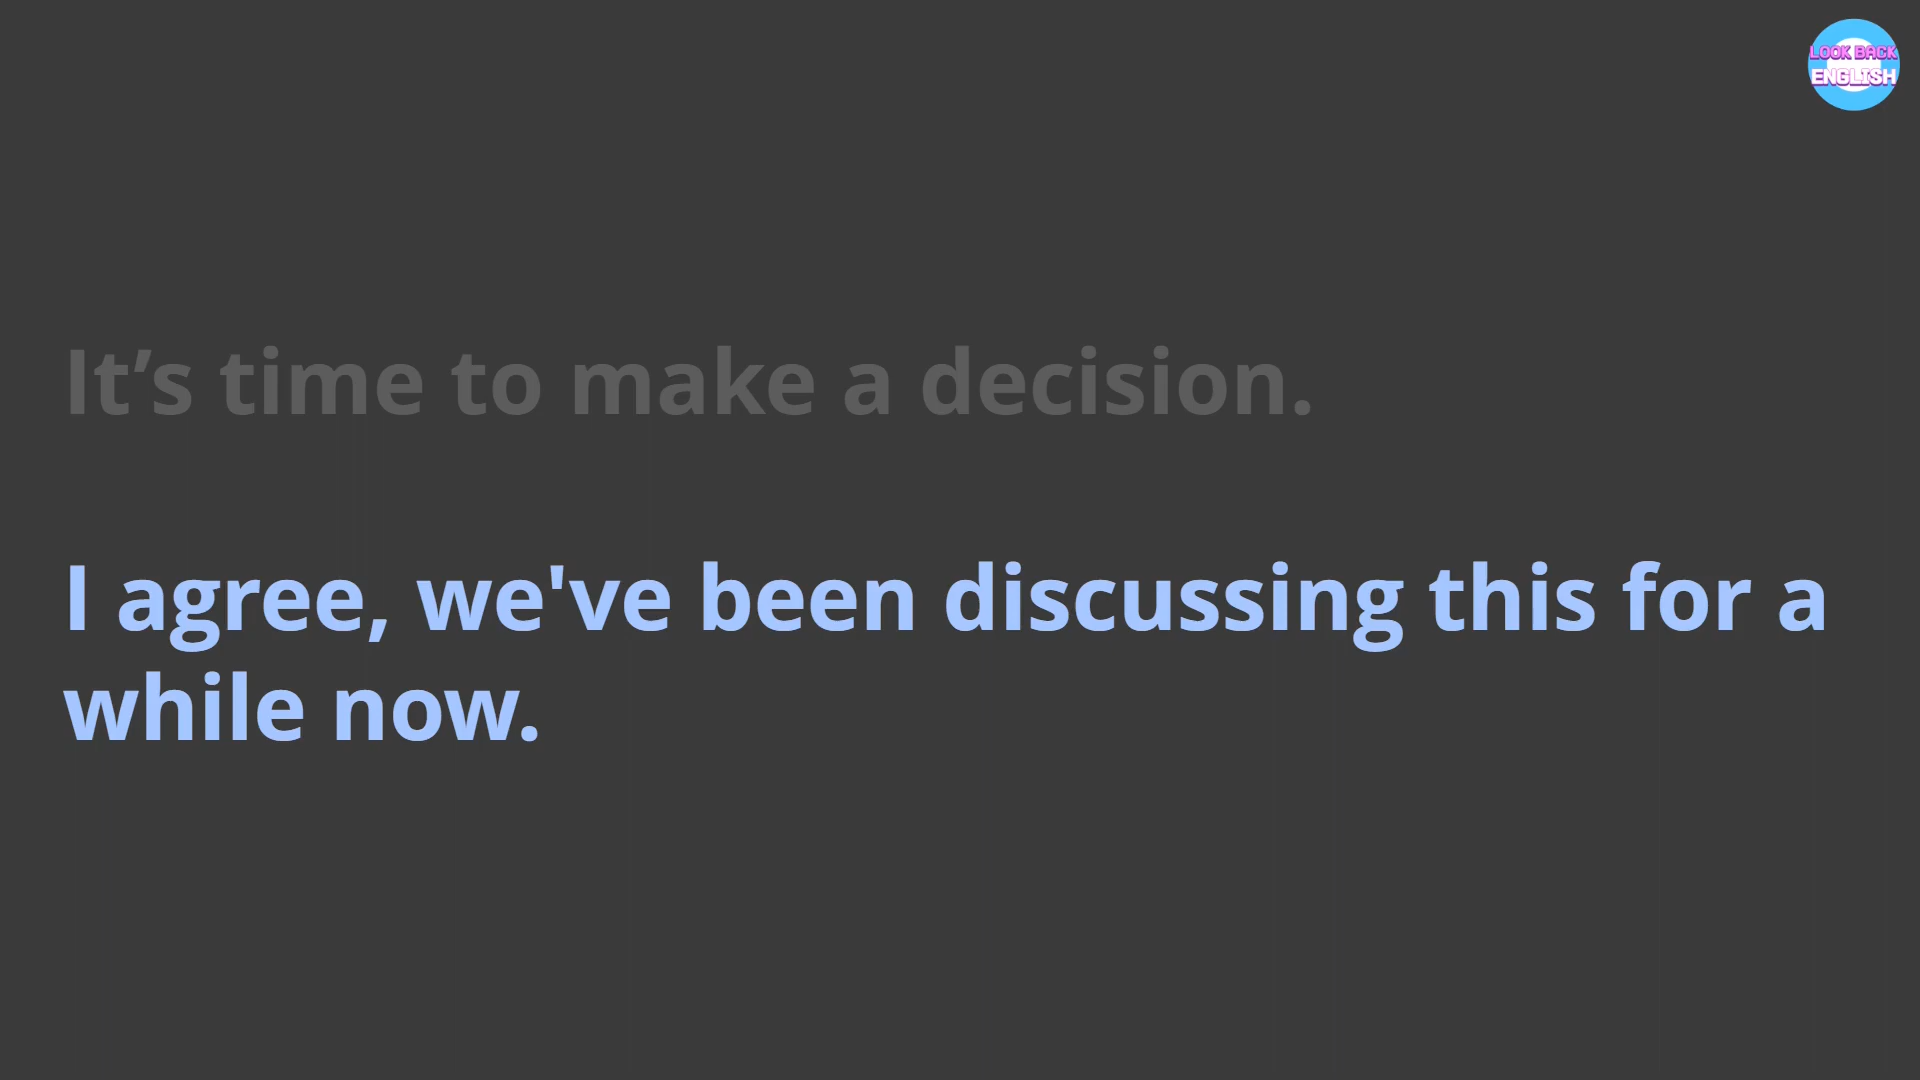 LOOK BACK
ENGLISH
It’s time to make a decision.
I agree, we've been discussing this for a
while now.